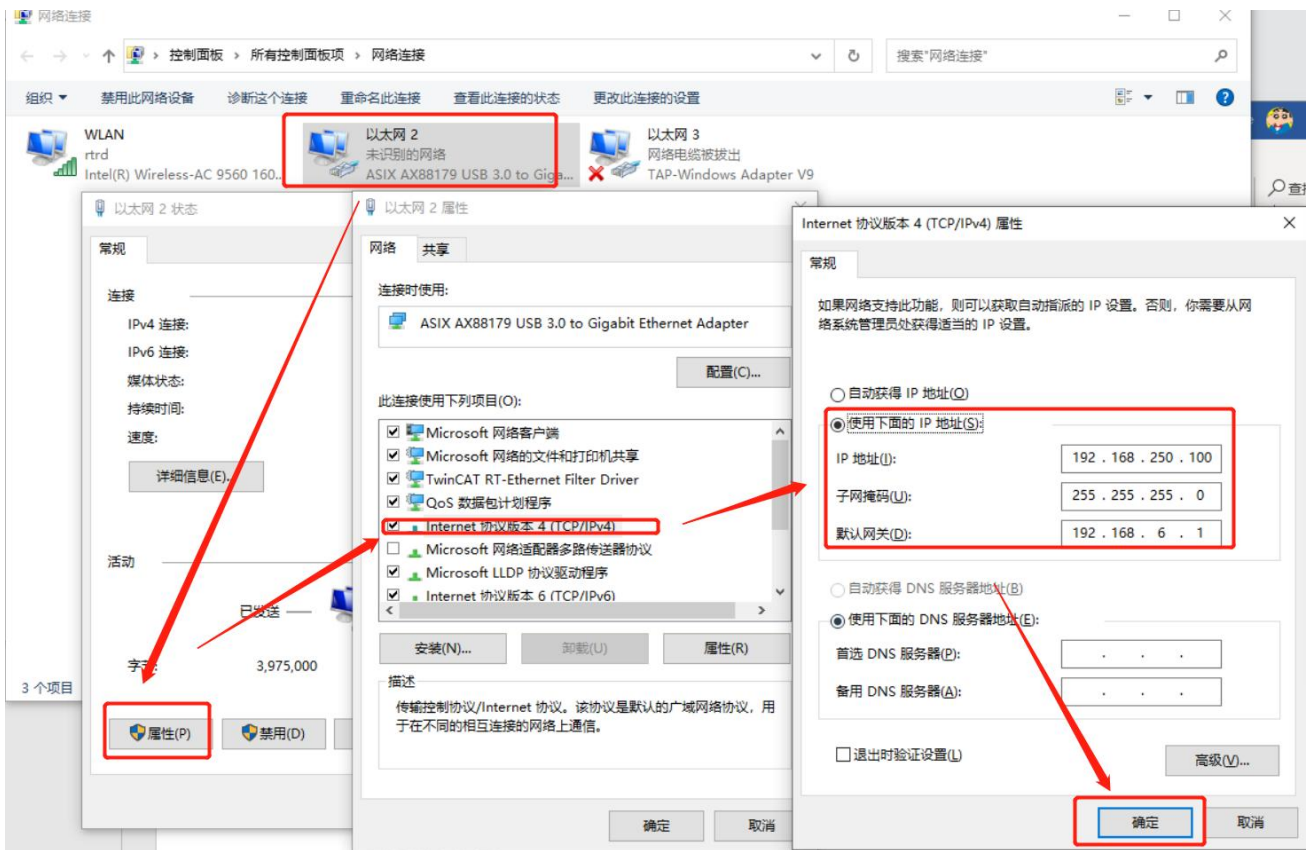 网络连接
控制面板 › 所有控制面板项 › 网络连接
搜索"网络连接"
组织 禁用此网络设备 诊断这个连接 重命名此连接 查看此连接的状态 更改此连接的设置
WLAN
rtrd
Intel(R) Wireless-AC 9560 160...
以太网 2
未识别的网络
ASIX AX88179 USB 3.0 to Giga...
以太网 3
网络电缆被拔出
TAP-Windows Adapter V9
3 个项目
以太网 2 状态
常规
连接
IPv4 连接:
IPv6 连接:
媒体状态:
持续时间:
速度:
详细信息(E)...
活动
已发送
字节:
3,975,000
属性(P)
禁用(D)
以太网 2 属性
网络 共享
连接时使用:
ASIX AX88179 USB 3.0 to Gigabit Ethernet Adapter
配置(C)...
此连接使用下列项目(O):
Microsoft 网络客户端
Microsoft 网络的文件和打印机共享
TwinCAT RT-Ethernet Filter Driver
QoS 数据包计划程序
Internet 协议版本 4 (TCP/IPv4)
Microsoft 网络适配器多路传送器协议
Microsoft LLDP 协议驱动程序
Internet 协议版本 6 (TCP/IPv6)
安装(N)... 卸载(U) 属性(R)
描述
传输控制协议/Internet 协议。该协议是默认的广域网络协议，用
于在不同的相互连接的网络上通信。
确定 取消
Internet 协议版本 4 (TCP/IPv4) 属性
常规
如果网络支持此功能，则可以获取自动指派的 IP 设置。否则，你需要从网
络系统管理员处获得适当的 IP 设置。
自动获得 IP 地址(O)
使用下面的 IP 地址(S):
IP 地址(I): 192 . 168 . 250 . 100
子网掩码(U): 255 . 255 . 255 . 0
默认网关(D): 192 . 168 . 6 . 1
自动获得 DNS 服务器地址(B)
使用下面的 DNS 服务器地址(E):
首选 DNS 服务器(P): . . .
备用 DNS 服务器(A): . . .
退出时验证设置(L)
高级(V)...
确定 取消